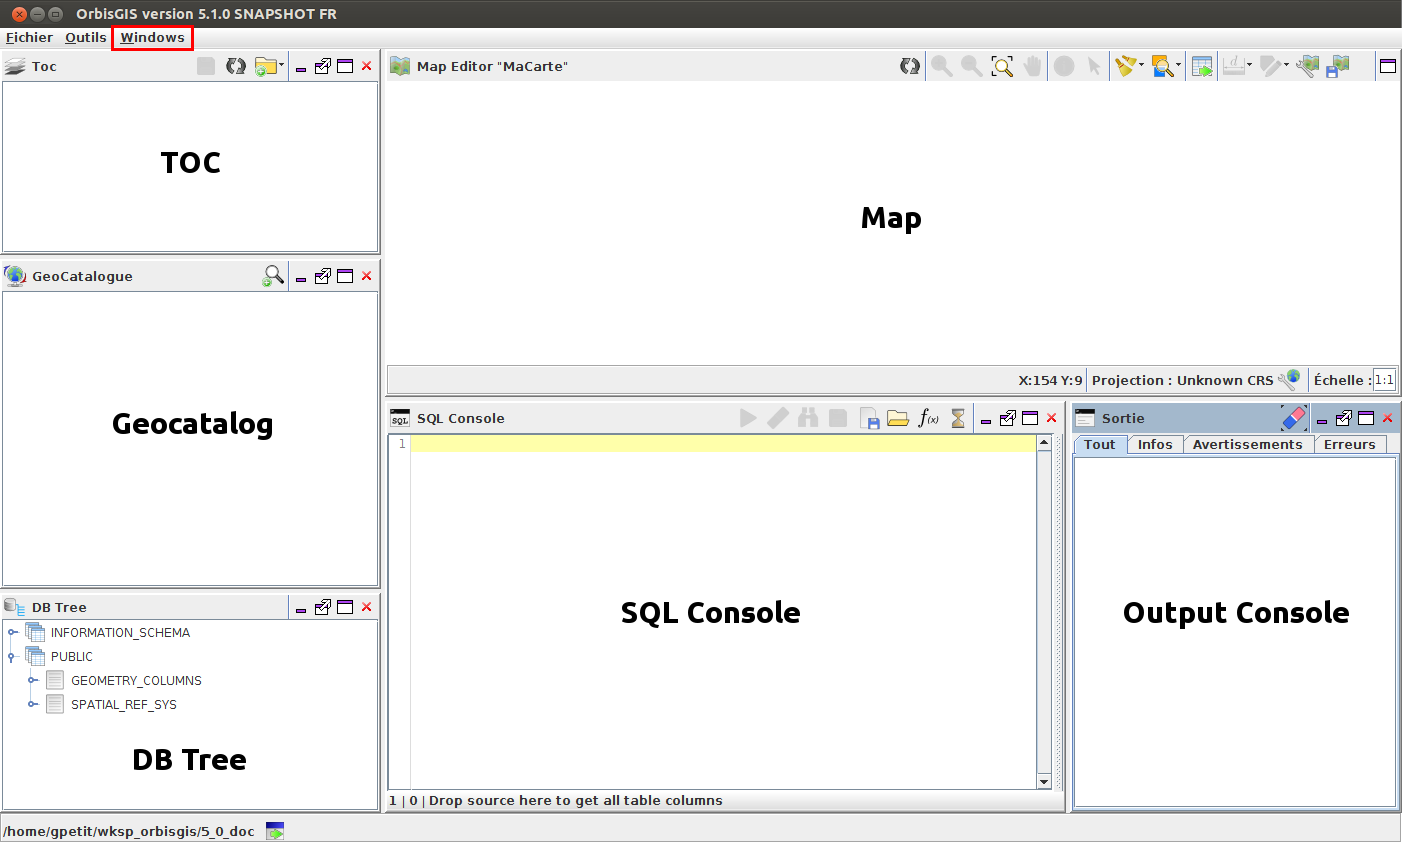 OrbisGIS version 5.1.0 SNAPSHOT FR
Fichier Outils Windows
Toc
TOC
Map Editor "MaCarte"
Map
X:154 Y:9 Projection : Unknown CRS Échelle : 1:1
GeoCatalogue
Geocatalog
DB Tree
INFORMATION_SCHEMA
PUBLIC
GEOMETRY_COLUMNS
SPATIAL_REF_SYS
DB Tree
SQL
SQL Console
f(x)
1
SQL Console
1 | 0 | Drop source here to get all table columns
Sortie
Tout Infos Avertissements Erreurs
Output Console
/home/gpetit/wksp_orbisgis/5_0_doc